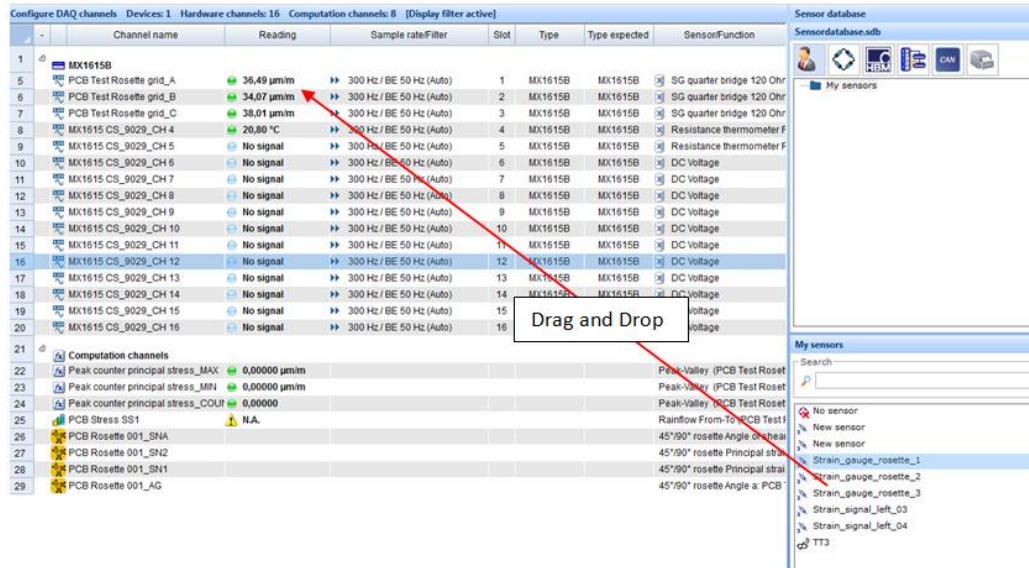 Configure DAQ channels Devices: 1 Hardware channels: 16 Computation channels: 8 [Display filter active]
- Channel name Reading Sample rate/Filter Slot Type Type expected Sensor/Function
1 MX1615B
5 PCB Test Rosette grid_A 36,49 µm/m 300 Hz / BE 50 Hz (Auto) 1 MX1615B MX1615B SG quarter bridge 120 Ohr
6 PCB Test Rosette grid_B 34,07 µm/m 300 Hz / BE 50 Hz (Auto) 2 MX1615B MX1615B SG quarter bridge 120 Ohr
7 PCB Test Rosette grid_C 38,01 µm/m 300 Hz / BE 50 Hz (Auto) 3 MX1615B MX1615B SG quarter bridge 120 Ohr
8 MX1615 CS_9029_CH 4 20,80 °C 300 Hz / BE 50 Hz (Auto) 4 MX1615B MX1615B Resistance thermometer F
9 MX1615 CS_9029_CH 5 No signal 300 Hz / BE 50 Hz (Auto) 5 MX1615B MX1615B Resistance thermometer F
10 MX1615 CS_9029_CH 6 No signal 300 Hz / BE 50 Hz (Auto) 6 MX1615B MX1615B DC Voltage
11 MX1615 CS_9029_CH 7 No signal 300 Hz / BE 50 Hz (Auto) 7 MX1615B MX1615B DC Voltage
12 MX1615 CS_9029_CH 8 No signal 300 Hz / BE 50 Hz (Auto) 8 MX1615B MX1615B DC Voltage
13 MX1615 CS_9029_CH 9 No signal 300 Hz / BE 50 Hz (Auto) 9 MX1615B MX1615B DC Voltage
14 MX1615 CS_9029_CH 10 No signal 300 Hz / BE 50 Hz (Auto) 10 MX1615B MX1615B DC Voltage
15 MX1615 CS_9029_CH 11 No signal 300 Hz / BE 50 Hz (Auto) 11 MX1615B MX1615B DC Voltage
16 MX1615 CS_9029_CH 12 No signal 300 Hz / BE 50 Hz (Auto) 12 MX1615B MX1615B DC Voltage
17 MX1615 CS_9029_CH 13 No signal 300 Hz / BE 50 Hz (Auto) 13 MX1615B MX1615B DC Voltage
18 MX1615 CS_9029_CH 14 No signal 300 Hz / BE 50 Hz (Auto) 14 MX1615B MX1615B DC Voltage
19 MX1615 CS_9029_CH 15 No signal 300 Hz / BE 50 Hz (Auto) 15 Voltage
20 MX1615 CS_9029_CH 16 No signal 300 Hz / BE 50 Hz (Auto) 16 Voltage
Drag and Drop
21 fx Computation channels
22 fx Peak counter principal stress_MAX 0,00000 µm/m Peak-Valley (PCB Test Roset
23 fx Peak counter principal stress_MIN 0,00000 µm/m Peak-Valley (PCB Test Roset
24 fx Peak counter principal stress_COUN 0,00000 Peak-Valley (PCB Test Roset
25 PCB Stress SS1 N.A. Rainflow From-To (PCB Test
26 PCB Rosette 001_SNA 45°/90° rosette Angle of shear
27 PCB Rosette 001_SN2 45°/90° rosette Principal strai
28 PCB Rosette 001_SN1 45°/90° rosette Principal strai
29 PCB Rosette 001_AG 45°/90° rosette Angle a: PCB
Sensor database
Sensordatabase.sdb
HBM CAN
My sensors
My sensors
Search
No sensor
New sensor
New sensor
Strain_gauge_rosette_1
Strain_gauge_rosette_2
Strain_gauge_rosette_3
Strain_signal_left_03
Strain_signal_left_04
TT3